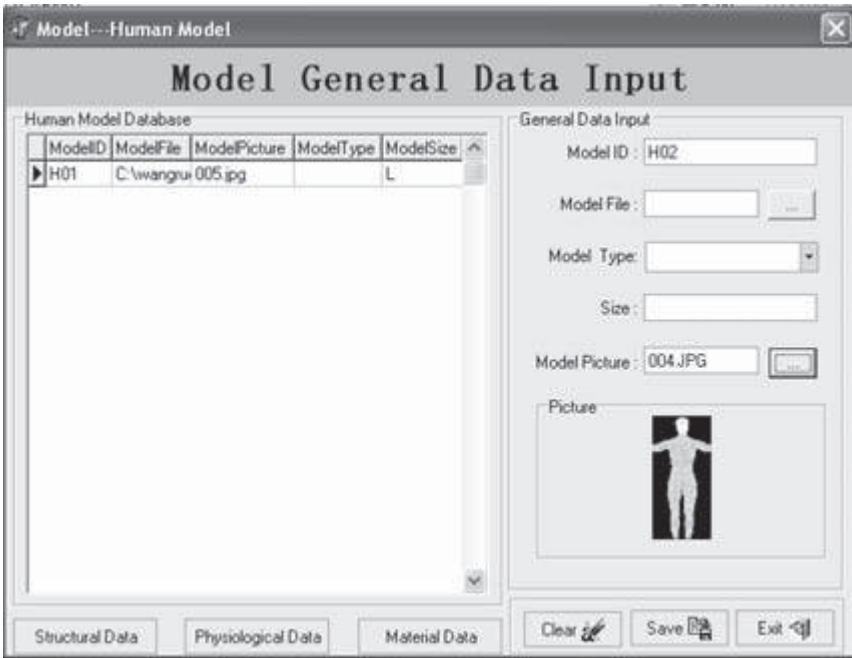 Model---Human Model
Model General Data Input
Human Model Database
ModelID ModelFile ModelPicture ModelType ModelSize
H01 C:\wangru 005.jpg L
General Data Input
Model ID : H02
Model File : ...
Model Type:
Size :
Model Picture : 004.JPG ...
Picture
Structural Data Physiological Data Material Data
Clear Save Exit